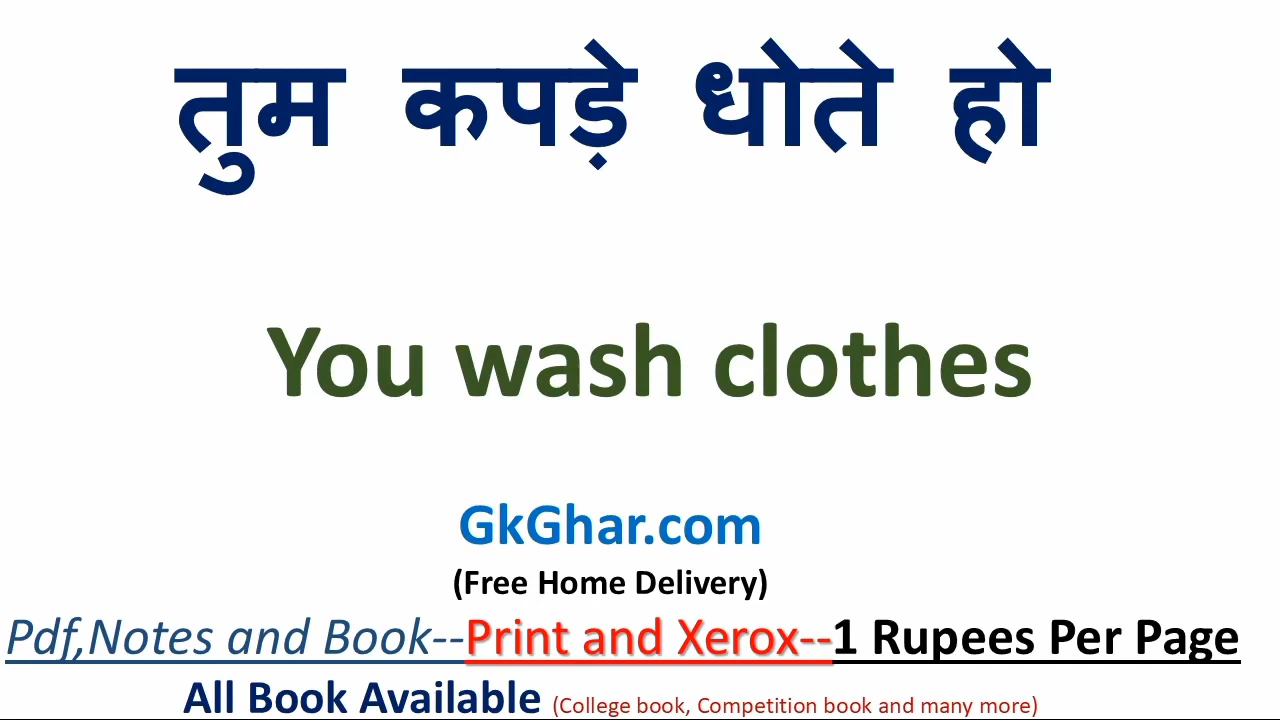 तुम कपड़े धोते हो
You wash clothes
GkGhar.com
(Free Home Delivery)
Pdf,Notes and Book--Print and Xerox--1 Rupees Per Page
All Book Available (College book, Competition book and many more)